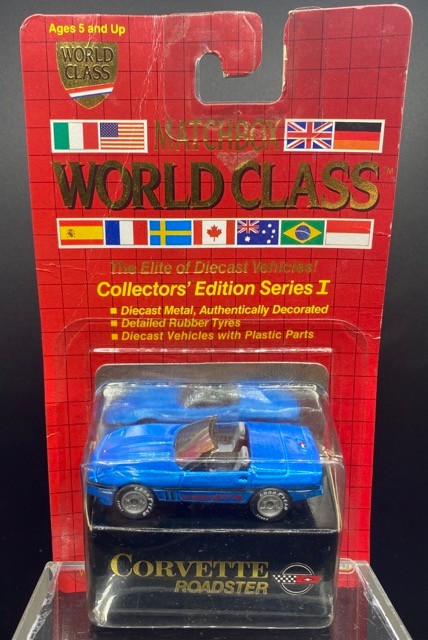 Ages 5 and Up
WORLD
CLASS
MATCHBOX
WORLD CLASS™
The Elite of Diecast Vehicles!
Collectors' Edition Series I
■ Diecast Metal, Authentically Decorated
■ Detailed Rubber Tyres
■ Diecast Vehicles with Plastic Parts
CORVETTE
ROADSTER